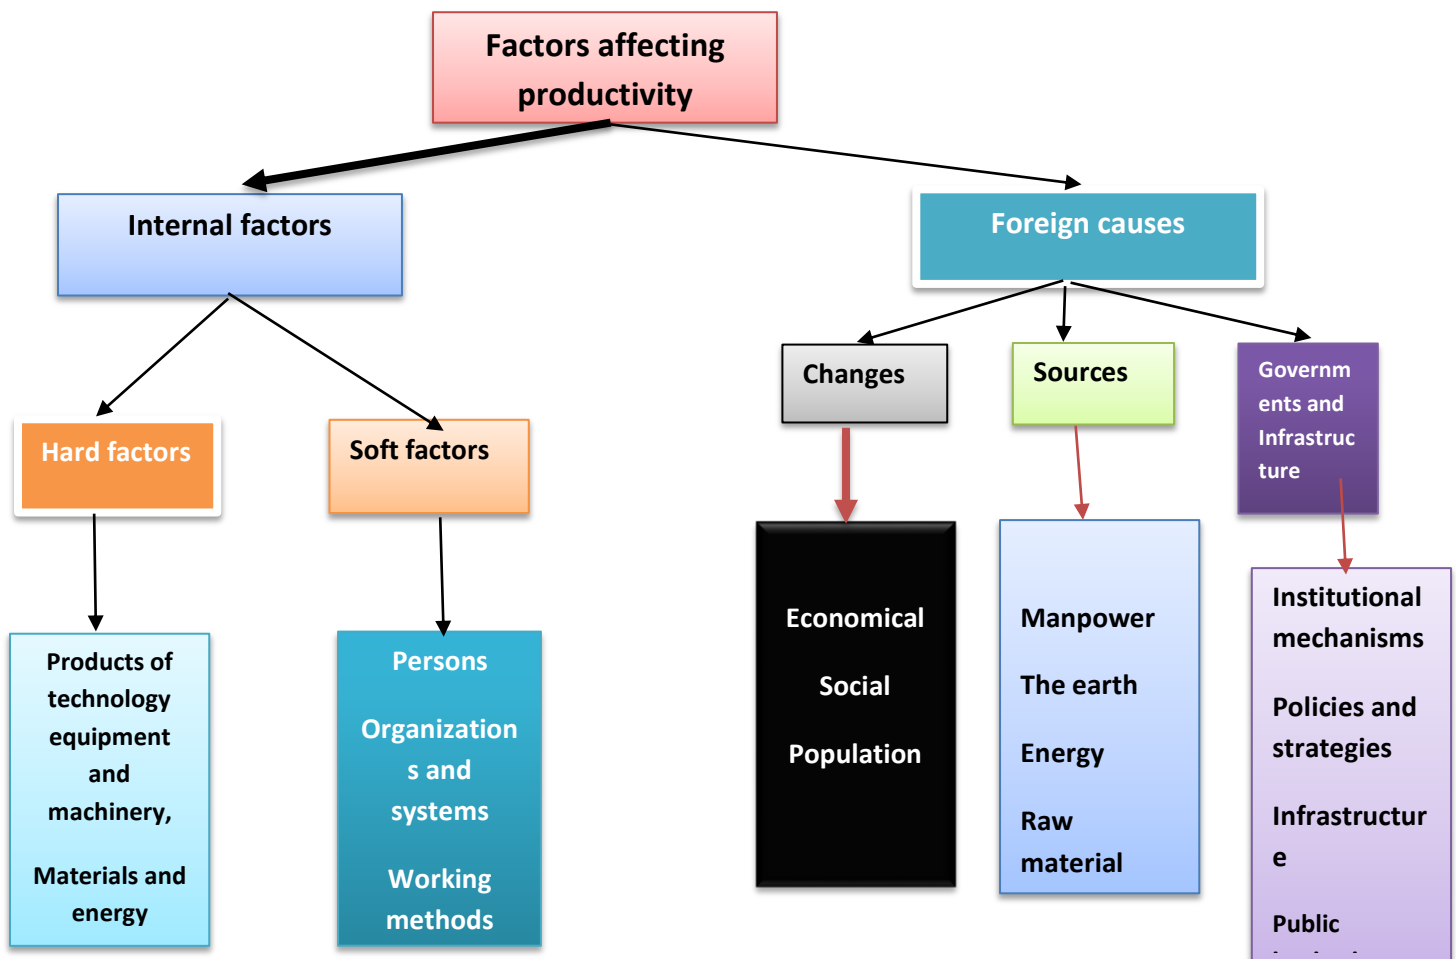 Factors affecting
productivity
Internal factors
Foreign causes
Changes
Sources
Governm
ents and
Infrastruc
ture
Hard factors
Soft factors
Products of
technology
equipment
and
machinery,
Materials and
energy
Persons
Organization
s and
systems
Working
methods
Economical
Social
Population
Manpower
The earth
Energy
Raw
material
Institutional
mechanisms
Policies and
strategies
Infrastructur
e
Public